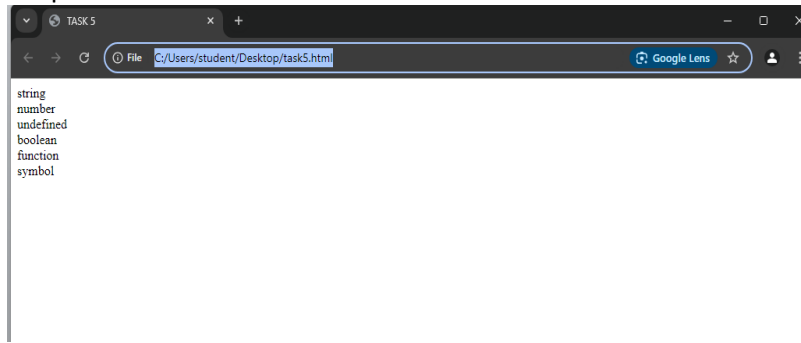 TASK 5
File C:/Users/student/Desktop/task5.html Google Lens
string
number
undefined
boolean
function
symbol